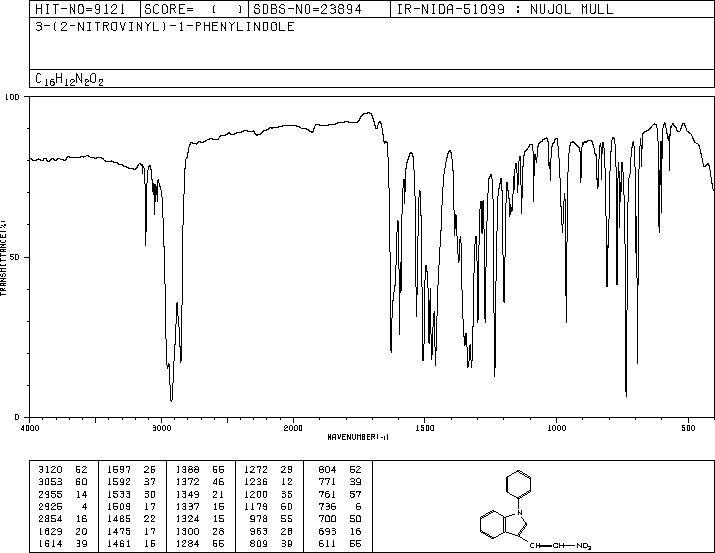 HIT-NO=9121 SCORE= ( ) SDBS-NO=23894 IR-NIDA-51099 : NUJOL MULL
3-(2-NITROVINYL)-1-PHENYLINDOLE
C16H12N2O2
100
50
0
TRANSMITTANCE(%)
4000 3000 2000 1500 1000 500
WAVENUMBER(-1)
3120 52 1597 26 1388 55 1272 29 804 52
3053 60 1592 37 1372 46 1236 12 771 39
2955 14 1533 30 1349 21 1200 35 761 57
2925 4 1509 17 1337 15 1179 60 736 6
2854 16 1485 22 1324 15 978 55 700 50
1629 20 1475 17 1300 28 963 28 693 16
1614 39 1461 15 1284 55 809 39 611 55
N
CH CH NO2